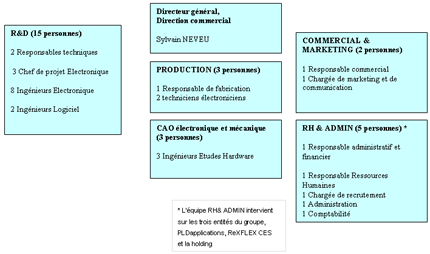 R&D (15 personnes)
2 Responsables techniques
3 Chef de projet Electronique
8 Ingénieurs Electronique
2 Ingénieurs Logiciel
Directeur général,
Direction commercial
Sylvain NEVEU
PRODUCTION (3 personnes)
1 Responsable de fabrication
2 techniciens électroniciens
CAO électronique et mécanique
(3 personnes)
3 Ingénieurs Etudes Hardware
COMMERCIAL &
MARKETING (2 personnes)
1 Responsable commercial
1 Chargée de marketing et de
communication
RH & ADMIN (5 personnes) *
1 Responsable administratif et
financier
1 Responsable Ressources
Humaines
1 Chargée de recrutement
1 Administration
1 Comptabilité
* L'équipe RH& ADMIN intervient
sur les trois entités du groupe,
PLDapplications, ReXFLEX CES
et la holding